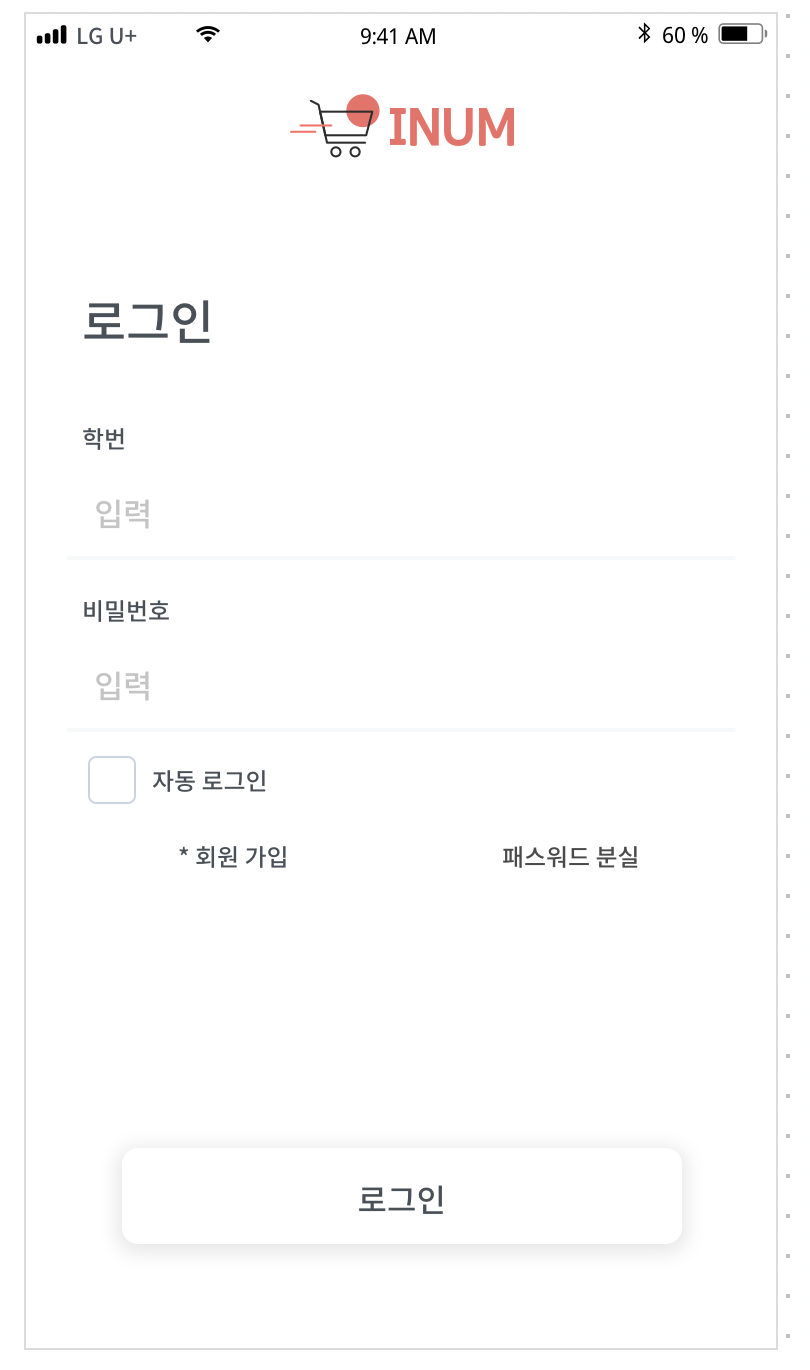 LG U+ 9:41 AM 60 %
INUM
로그인
학번
입력
비밀번호
입력
자동 로그인
* 회원 가입 패스워드 분실
로그인